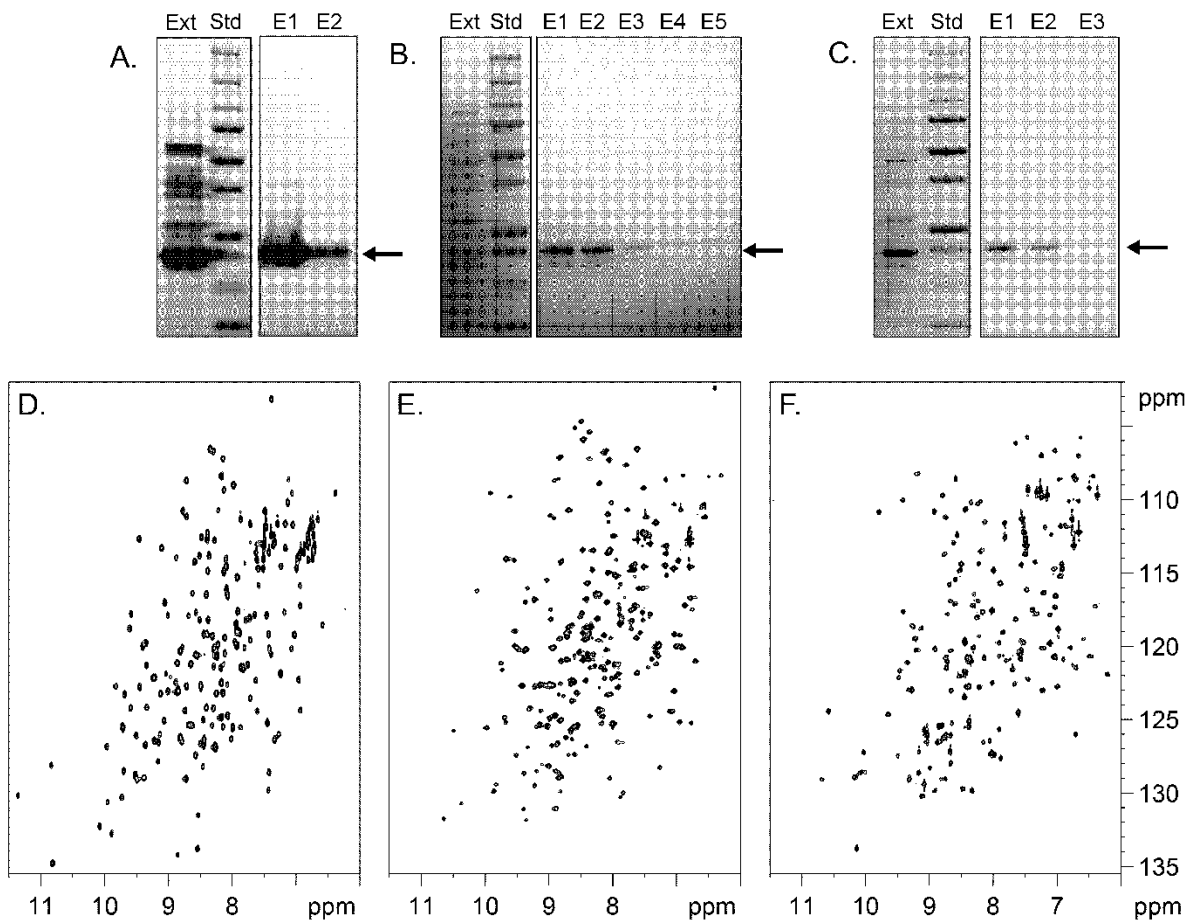 Ext Std E1 E2
A.
Ext Std E1 E2 E3 E4 E5
B.
Ext Std E1 E2 E3
C.
D.
E.
F.
ppm
110
115
120
125
130
135
11 10 9 8 ppm
11 10 9 8 ppm
11 10 9 8 7 ppm